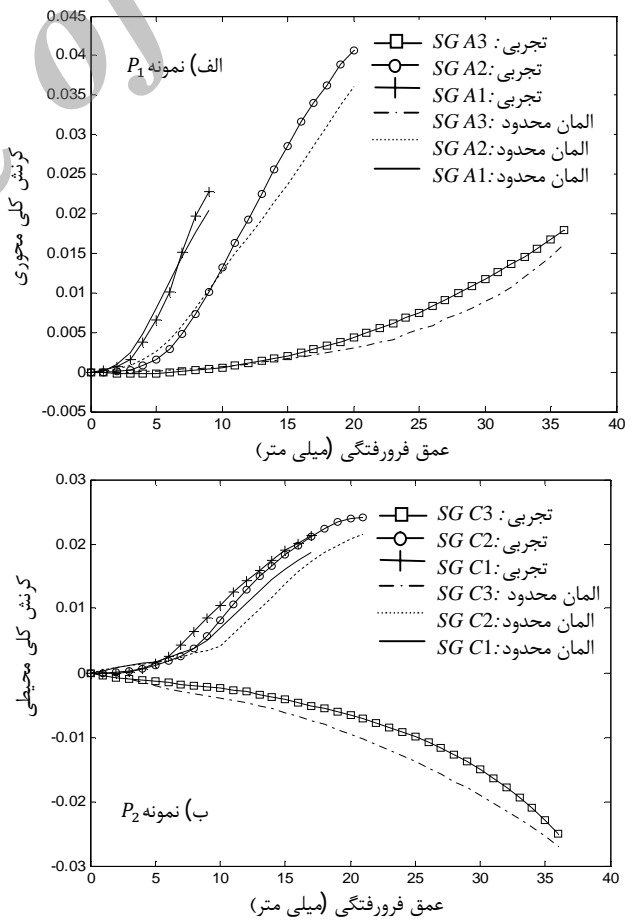 0.045
0.04
0.035
0.03
0.025
0.02
0.015
0.01
0.005
0
-0.005
کرنش کلی محوری
الف) نمونه P1
SG A3 : تجربی
SG A2: تجربی
SG A1: تجربی
SG A3: المان محدود
SG A2: المان محدود
SG A1: المان محدود
0 5 10 15 20 25 30 35 40
عمق فرورفتگی (میلی متر)
0.03
0.02
0.01
0
-0.01
-0.02
-0.03
کرنش کلی محیطی
SG C3 : تجربی
SG C2: تجربی
SG C1: تجربی
SG C3: المان محدود
SG C2: المان محدود
SG C1: المان محدود
ب) نمونه P2
0 5 10 15 20 25 30 35 40
عمق فرورفتگی (میلی متر)